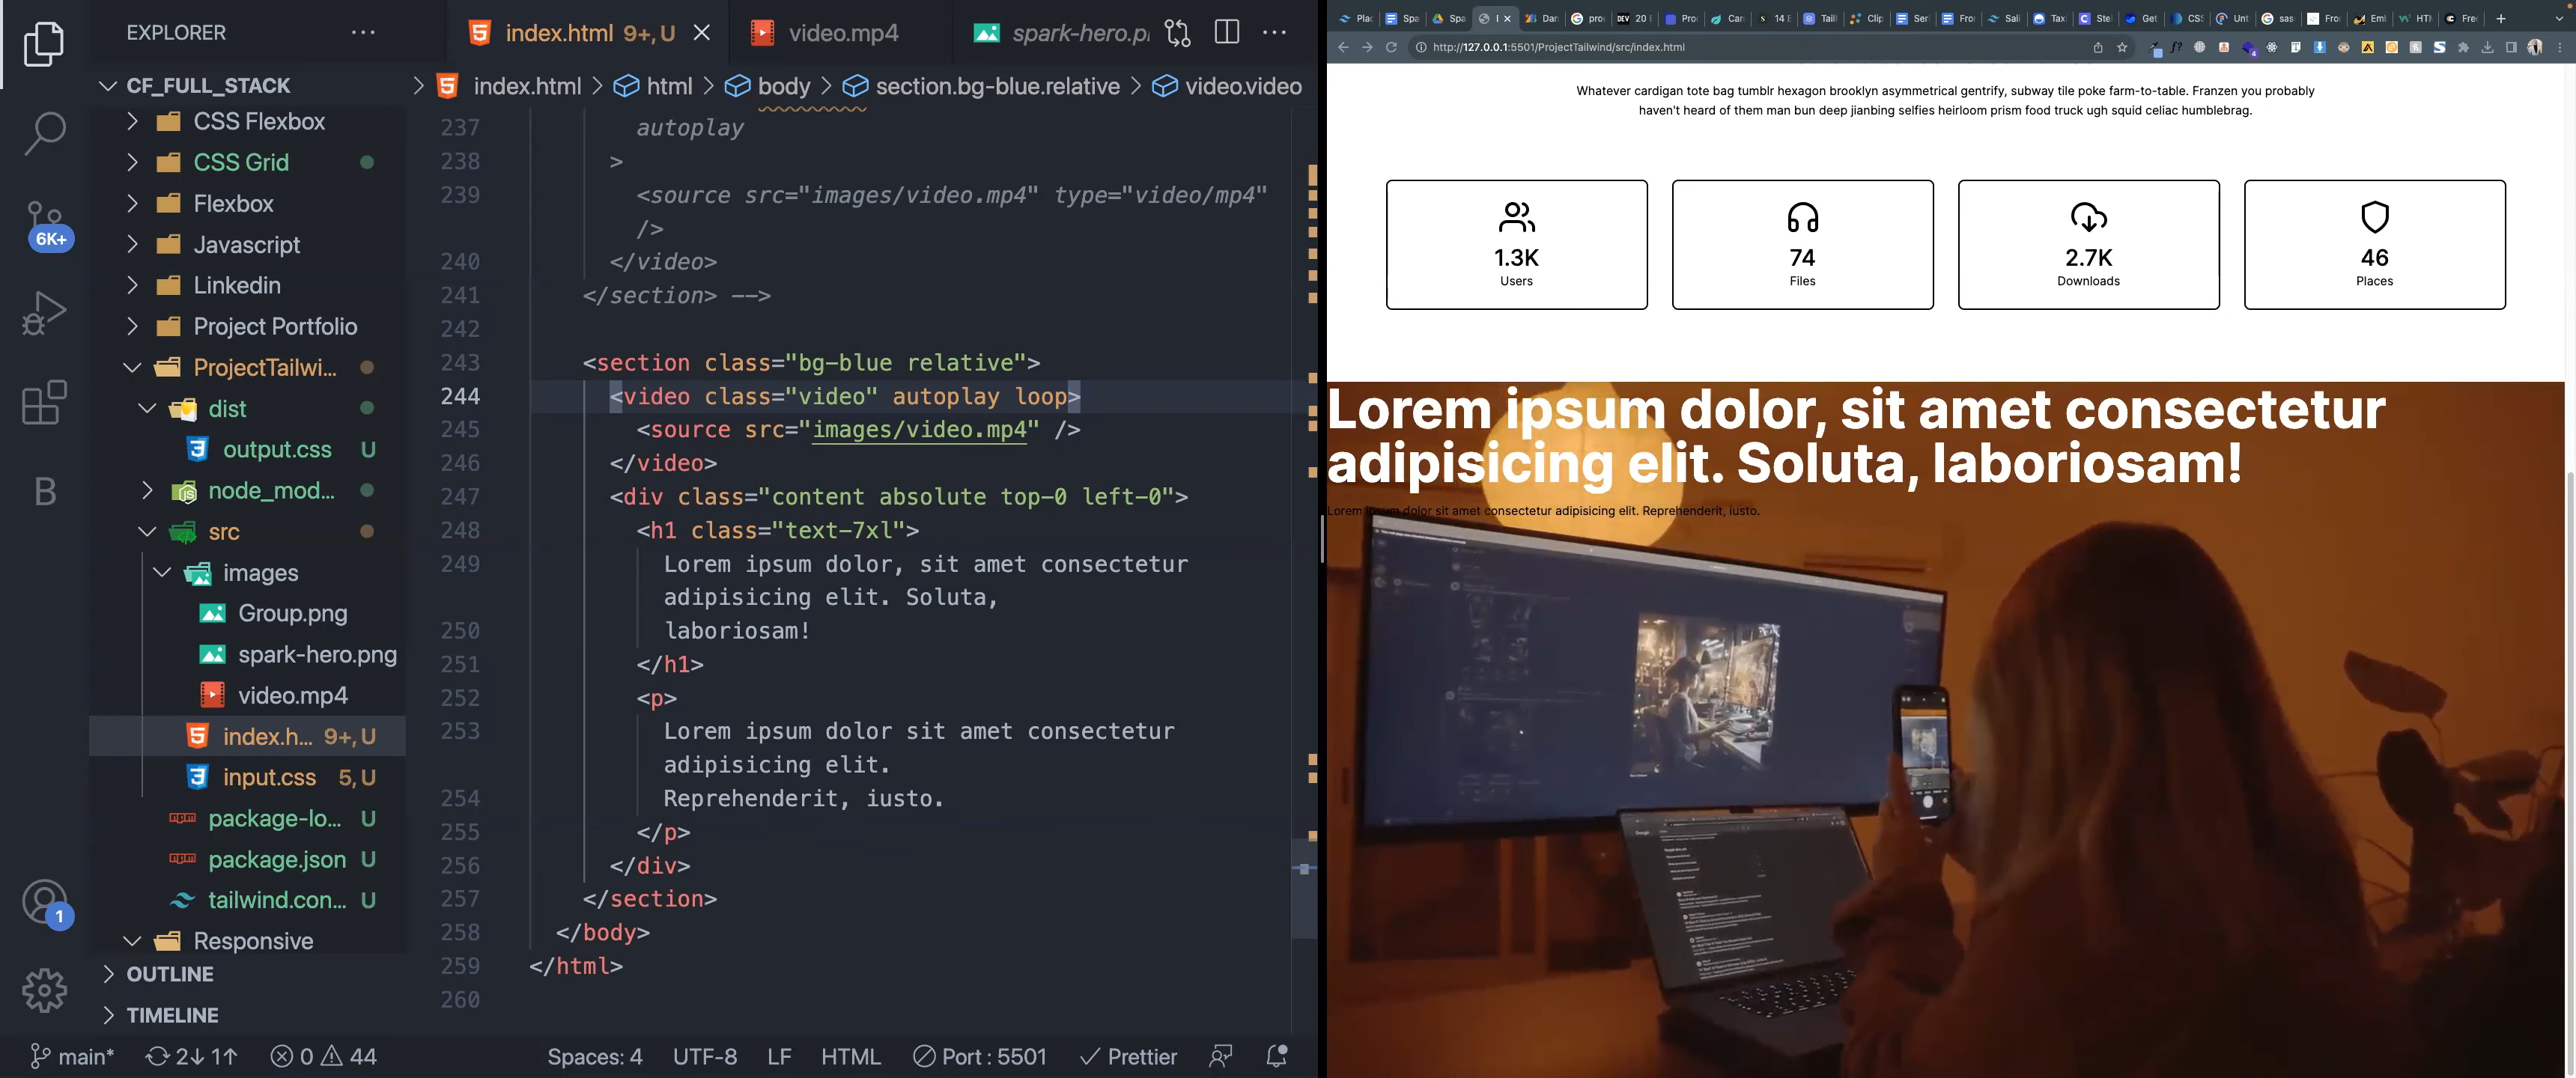 EXPLORER
CF_FULL_STACK
CSS Flexbox
CSS Grid
Flexbox
Javascript
Linkedin
Project Portfolio
ProjectTailwi...
dist
output.css U
node_mod...
src
images
Group.png
spark-hero.png
video.mp4
index.h... 9+, U
input.css 5, U
package-lo... U
package.json U
tailwind.con... U
Responsive
OUTLINE
TIMELINE
6K+
B
1
index.html 9+, U
video.mp4
spark-hero.p
index.html > html > body > section.bg-blue.relative > video.video
237 autoplay
238 >
239 <source src="images/video.mp4" type="video/mp4"
/>
240 </video>
241 </section> -->
242
243 <section class="bg-blue relative">
244 <video class="video" autoplay loop>
245 <source src="images/video.mp4" />
246 </video>
247 <div class="content absolute top-0 left-0">
248 <h1 class="text-7xl">
249 Lorem ipsum dolor, sit amet consectetur
adipisicing elit. Soluta,
250 laboriosam!
251 </h1>
252 <p>
253 Lorem ipsum dolor sit amet consectetur
adipisicing elit.
254 Reprehenderit, iusto.
255 </p>
256 </div>
257 </section>
258 </body>
259 </html>
260
main* 2↓ 1↑ 0 44
Spaces: 4 UTF-8 LF HTML Port : 5501 Prettier
http://127.0.0.1:5501/ProjectTailwind/src/index.html
Whatever cardigan tote bag tumblr hexagon brooklyn asymmetrical gentrify, subway tile poke farm-to-table. Franzen you probably
haven't heard of them man bun deep jianbing selfies heirloom prism food truck ugh squid celiac humblebrag.
1.3K
Users
74
Files
2.7K
Downloads
46
Places
Lorem ipsum dolor, sit amet consectetur
adipisicing elit. Soluta, laboriosam!
Lorem ipsum dolor sit amet consectetur adipisicing elit. Reprehenderit, iusto.